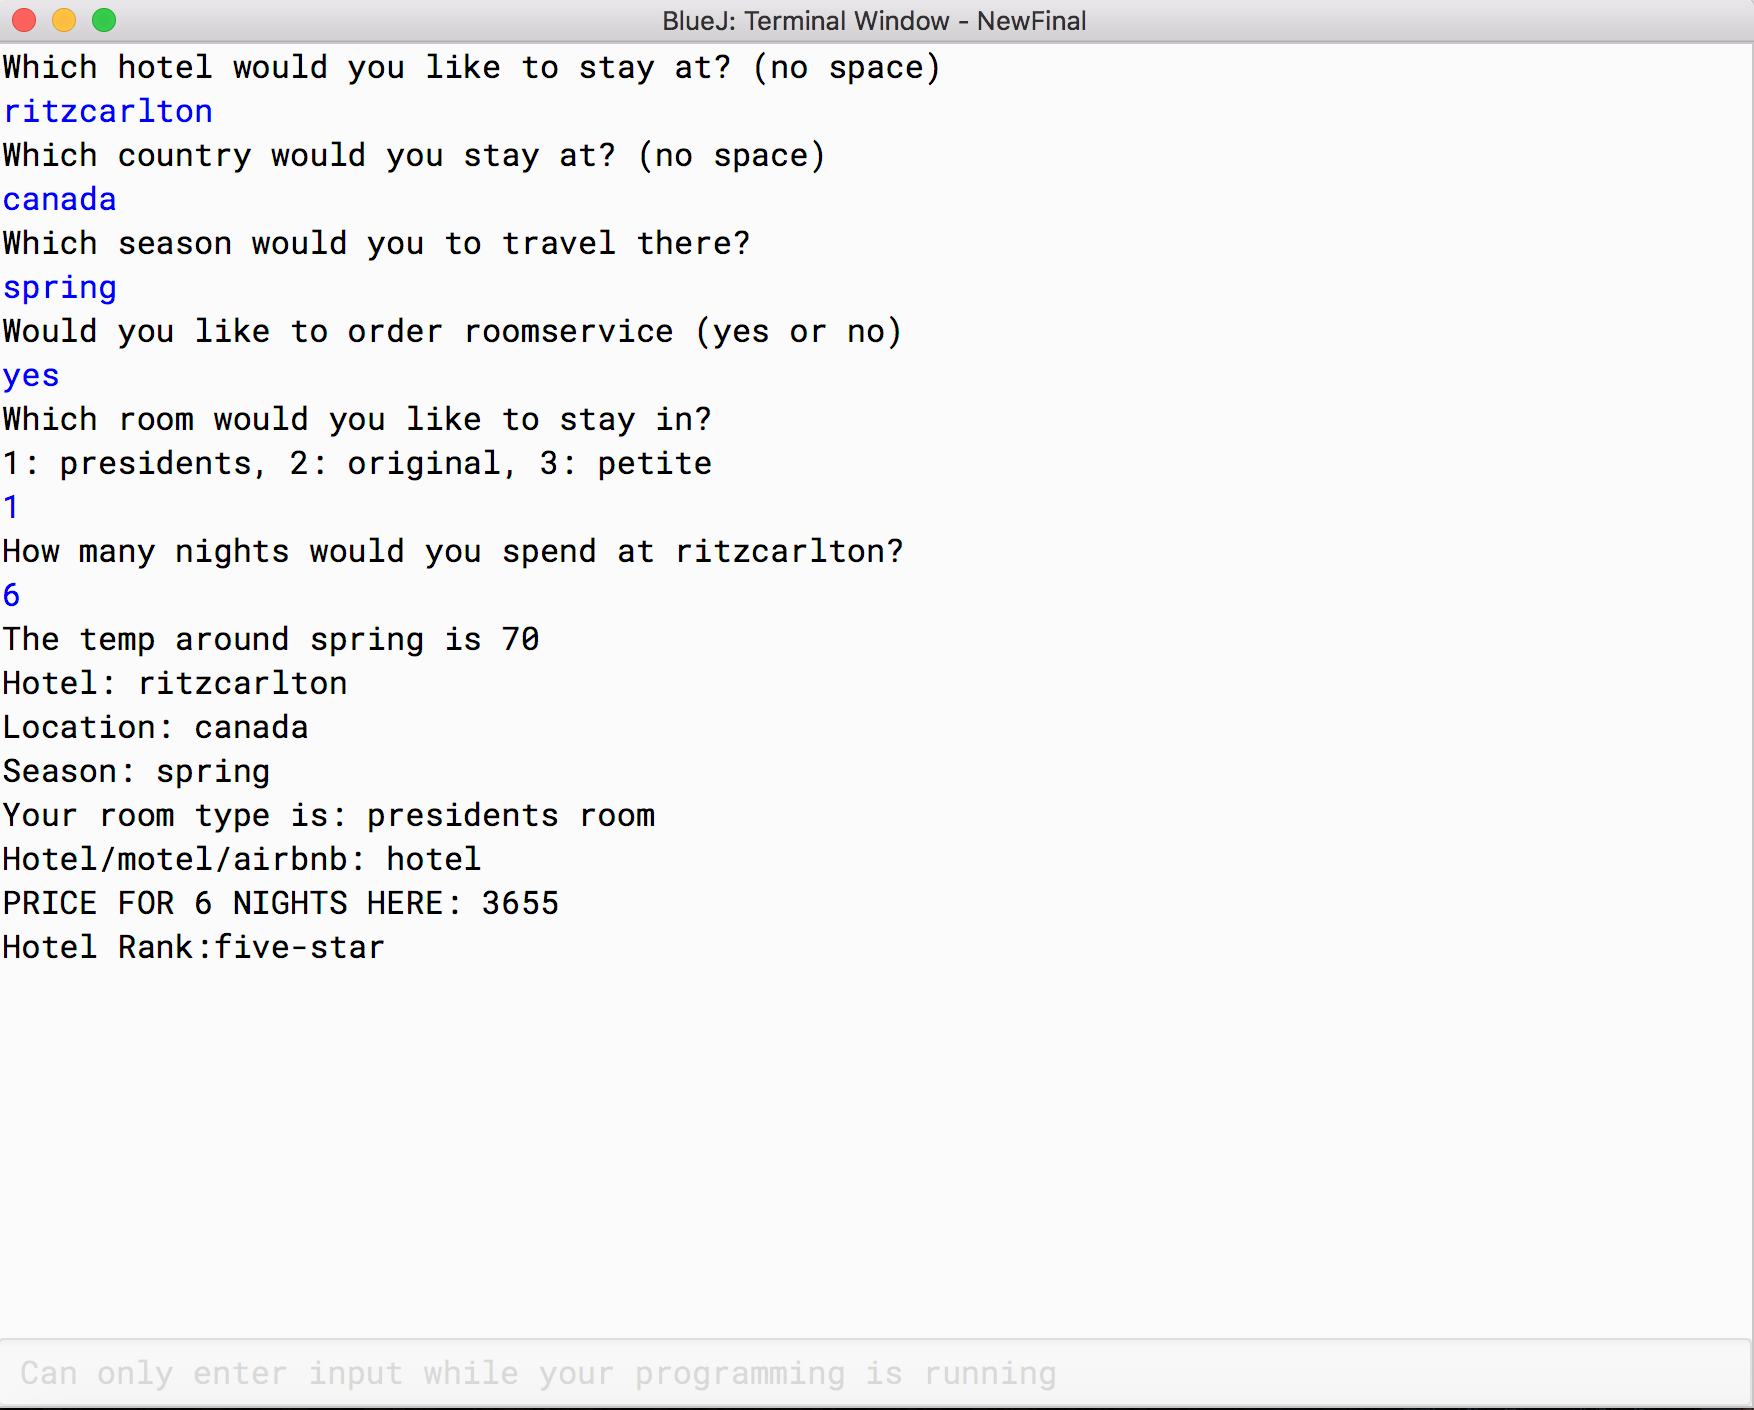 BlueJ: Terminal Window - NewFinal
Which hotel would you like to stay at? (no space)
ritzcarlton
Which country would you stay at? (no space)
canada
Which season would you to travel there?
spring
Would you like to order roomservice (yes or no)
yes
Which room would you like to stay in?
1: presidents, 2: original, 3: petite
1
How many nights would you spend at ritzcarlton?
6
The temp around spring is 70
Hotel: ritzcarlton
Location: canada
Season: spring
Your room type is: presidents room
Hotel/motel/airbnb: hotel
PRICE FOR 6 NIGHTS HERE: 3655
Hotel Rank:five-star
Can only enter input while your programming is running